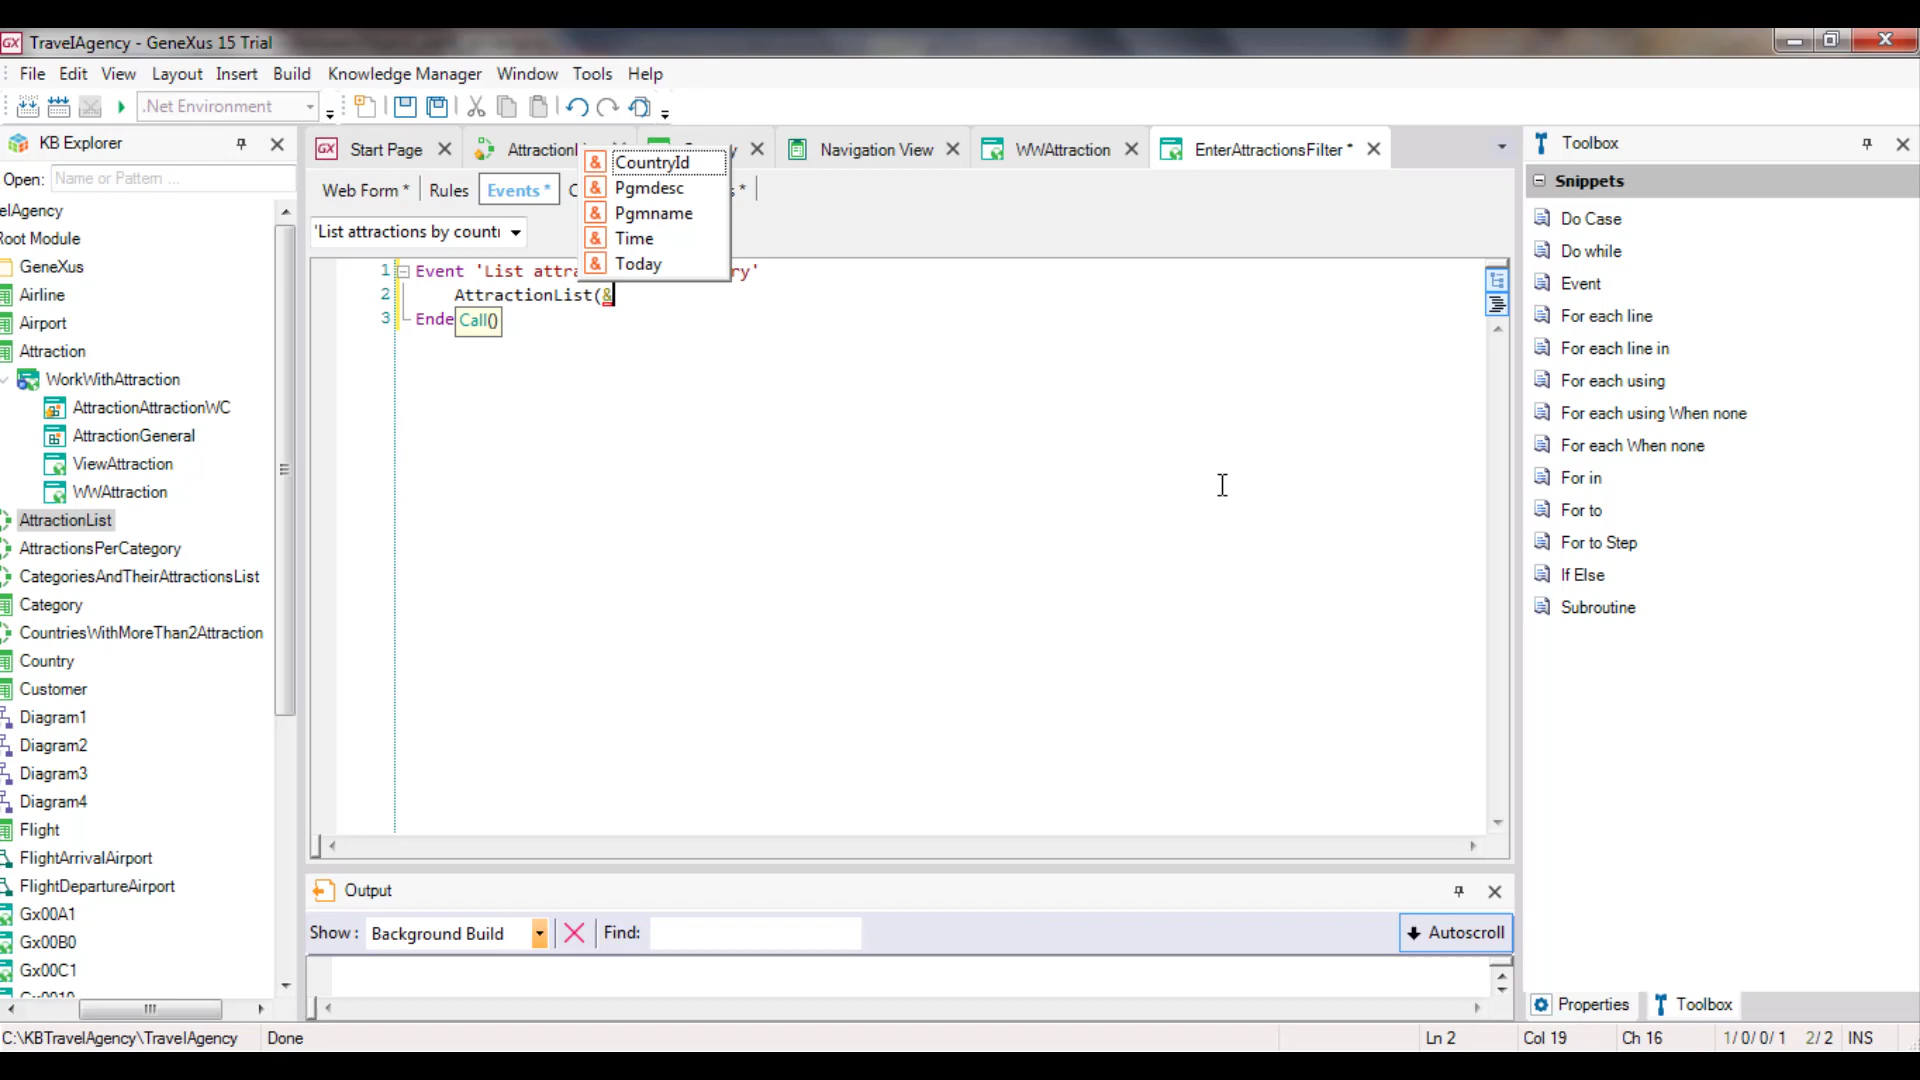 GX TravelAgency - GeneXus 15 Trial
File Edit View Layout Insert Build Knowledge Manager Window Tools Help
.Net Environment
KB Explorer
Open: Name or Pattern ...
elAgency
Root Module
GeneXus
Airline
Airport
Attraction
WorkWithAttraction
AttractionAttractionWC
AttractionGeneral
ViewAttraction
WWAttraction
AttractionList
AttractionsPerCategory
CategoriesAndTheirAttractionsList
Category
CountriesWithMoreThan2Attraction
Country
Customer
Diagram1
Diagram2
Diagram3
Diagram4
Flight
FlightArrivalAirport
FlightDepartureAirport
Gx00A1
Gx00B0
Gx00C1
GX Start Page AttractionLi y Navigation View WWAttraction EnterAttractionsFilter *
Web Form * Rules Events * C s *
'List attractions by countr
& CountryId
& Pgmdesc
& Pgmname
& Time
& Today
1 Event 'List attra ry'
2 AttractionList(&
3 Ende
Call()
Output
Show : Background Build Find: Autoscroll
Toolbox
Snippets
Do Case
Do while
Event
For each line
For each line in
For each using
For each using When none
For each When none
For in
For to
For to Step
If Else
Subroutine
Properties Toolbox
C:\KBTravelAgency\TravelAgency Done Ln 2 Col 19 Ch 16 1/0/0/1 2/2 INS